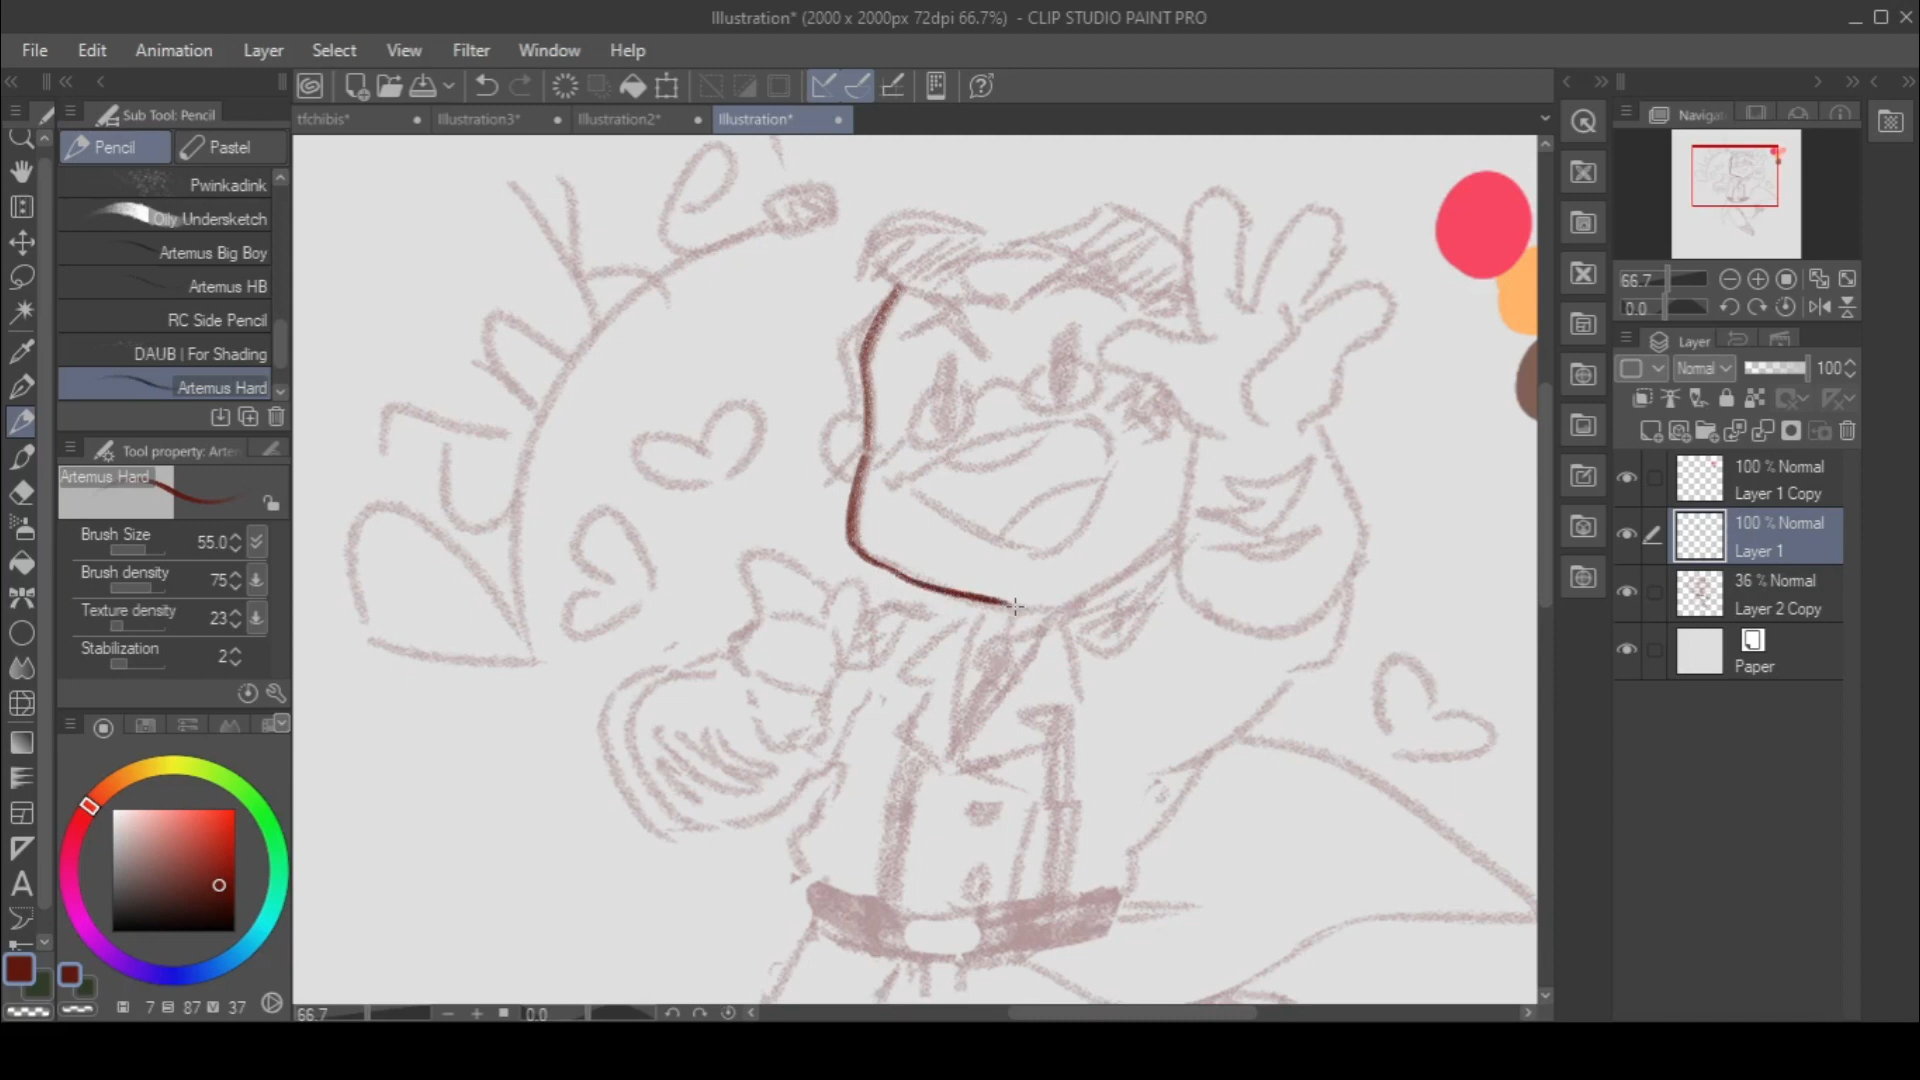 Illustration* (2000 x 2000px 72dpi 66.7%) - CLIP STUDIO PAINT PRO
File Edit Animation Layer Select View Filter Window Help
Sub Tool: Pencil
tfchibis* Illustration3* Illustration2* Illustration*
Naviga
Pencil Pastel
Pwinkadink
Oily Undersketch
Artemus Big Boy
Artemus HB
RC Side Pencil
DAUB | For Shading
Artemus Hard
66.7
0.0
Layer
Normal 100
Tool property: Arte
Artemus Hard
Brush Size 55.0
Brush density 75
Texture density 23
Stabilization 2
100 % Normal
Layer 1 Copy
100 % Normal
Layer 1
36 % Normal
Layer 2 Copy
Paper
H 7 S 87 V 37
66.7 0.0